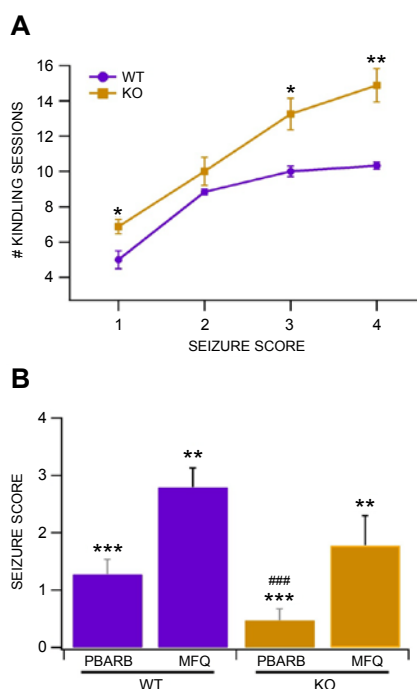 A
16
14
12
10
8
6
4
# KINDLING SESSIONS
WT
KO
*
*
**
1 2 3 4
SEIZURE SCORE
B
4
3
2
1
0
SEIZURE SCORE
***
**
###
***
**
PBARB MFQ PBARB MFQ
WT KO